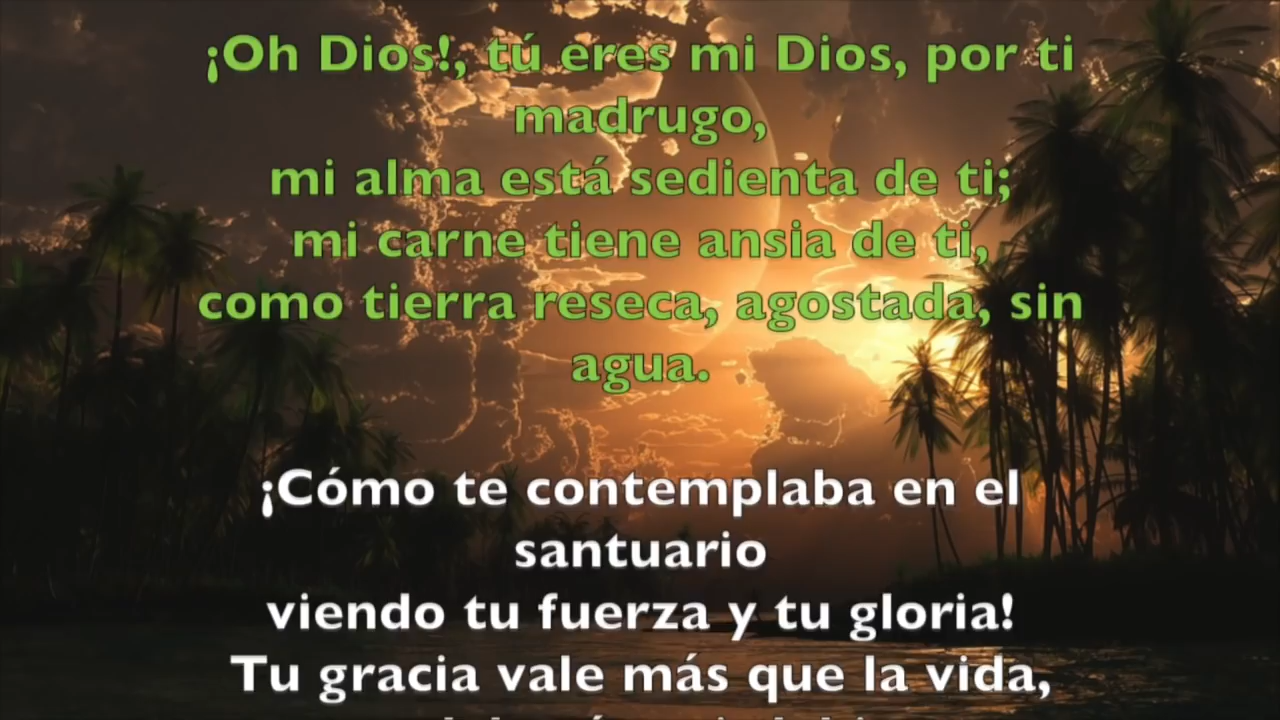 ¡Oh Dios!, tú eres mi Dios, por ti
madrugo,
mi alma está sedienta de ti;
mi carne tiene ansia de ti,
como tierra reseca, agostada, sin
agua.
¡Cómo te contemplaba en el
santuario
viendo tu fuerza y tu gloria!
Tu gracia vale más que la vida,